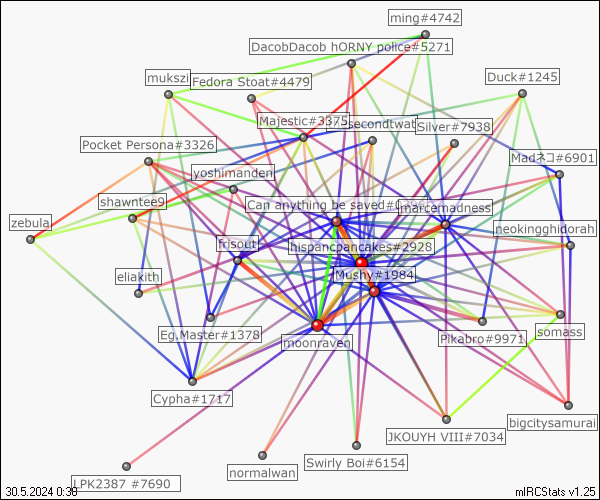 ming#4742
DacobDacob hORNY police#5271
mukszi
Fedora Stoat#4479
Duck#1245
Majestic#3375
secondtwat
Silver#7938
Pocket Persona#3326
Madネコ#6901
yoshimanden
shawntee9
Can anything be saved#0
marcemadness
zebula
frisout
hispancpancakes#2928
neokingghidorah
Mushy#1984
eliakith
Eg.Master#1378
moonraven
Pikabro#9971
somass
Cypha#1717
bigcitysamurai
JKOUYH VIII#7034
Swirly Boi#6154
normalwan
LPK2387 #7690
30.5.2024 0:38
mIRCStats v1.25